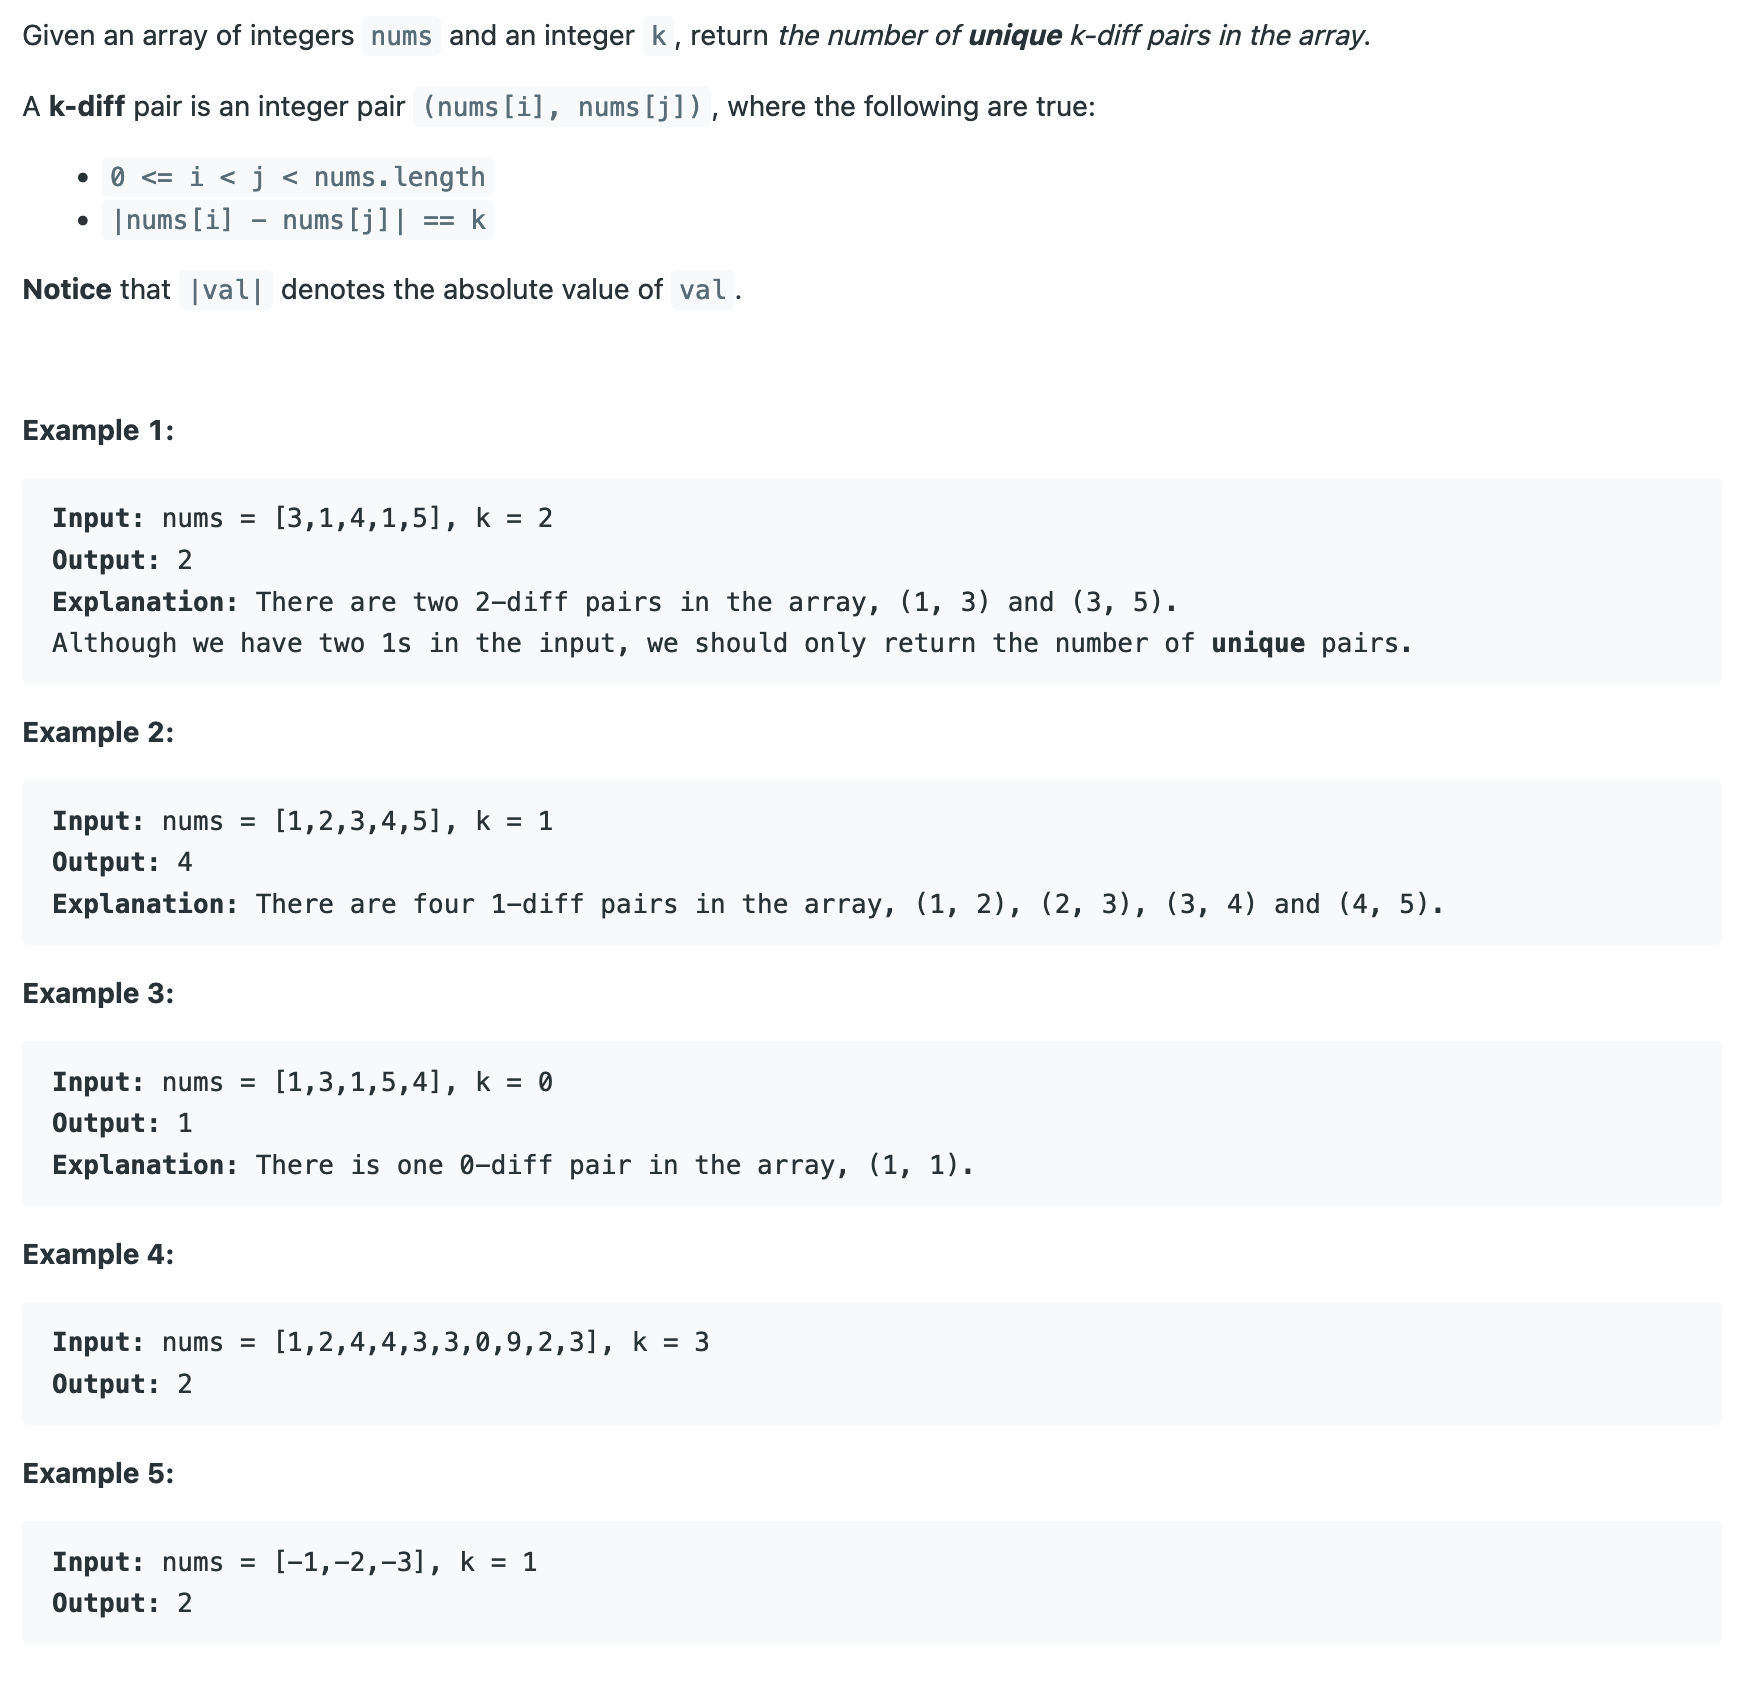 Given an array of integers nums and an integer k, return the number of unique k-diff pairs in the array.
A k-diff pair is an integer pair (nums[i], nums[j]), where the following are true:
• 0 <= i < j < nums.length
• |nums[i] - nums[j]| == k
Notice that |val| denotes the absolute value of val.
Example 1:
Input: nums = [3,1,4,1,5], k = 2
Output: 2
Explanation: There are two 2-diff pairs in the array, (1, 3) and (3, 5).
Although we have two 1s in the input, we should only return the number of unique pairs.
Example 2:
Input: nums = [1,2,3,4,5], k = 1
Output: 4
Explanation: There are four 1-diff pairs in the array, (1, 2), (2, 3), (3, 4) and (4, 5).
Example 3:
Input: nums = [1,3,1,5,4], k = 0
Output: 1
Explanation: There is one 0-diff pair in the array, (1, 1).
Example 4:
Input: nums = [1,2,4,4,3,3,0,9,2,3], k = 3
Output: 2
Example 5:
Input: nums = [-1,-2,-3], k = 1
Output: 2